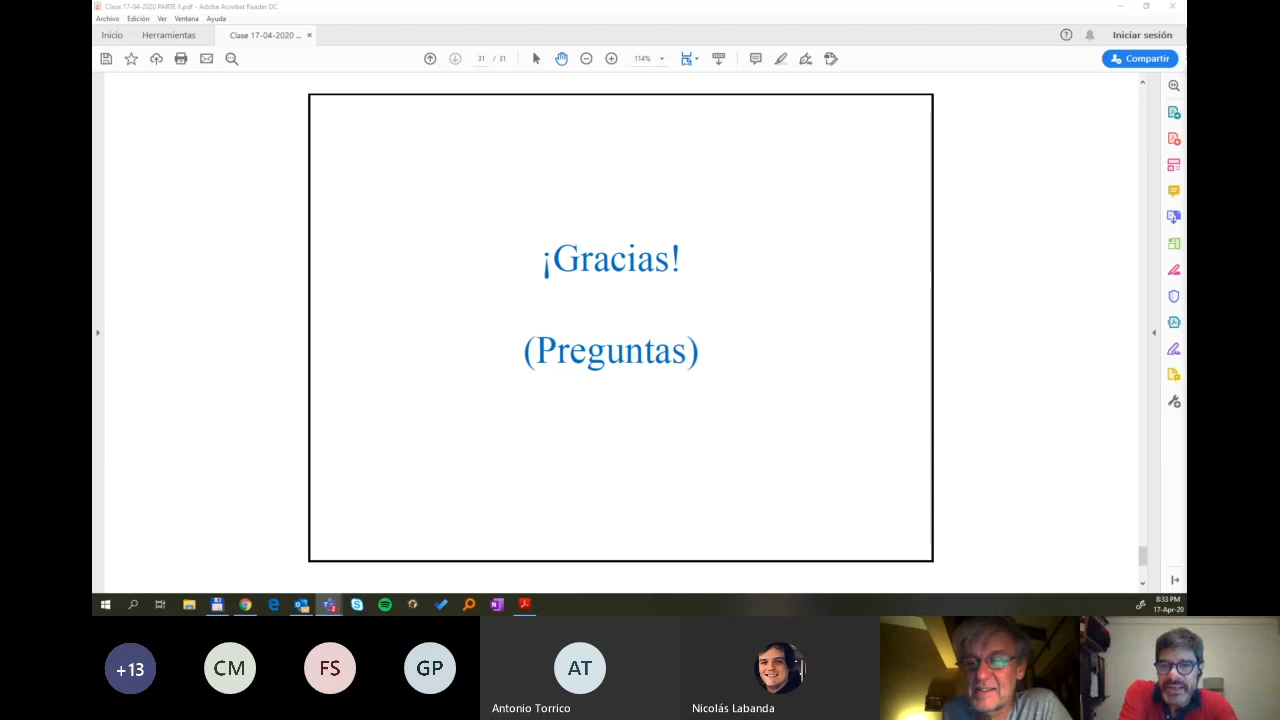 Clase 17-04-2020 PARTE II.pdf - Adobe Acrobat Reader DC
Archivo Edición Ver Ventana Ayuda
Inicio Herramientas Clase 17-04-2020 ... × Iniciar sesión
31 / 31 114% Compartir
¡Gracias!
(Preguntas)
8:33 PM
17-Apr-20
+13 CM FS GP AT
Antonio Torrico Nicolás Labanda